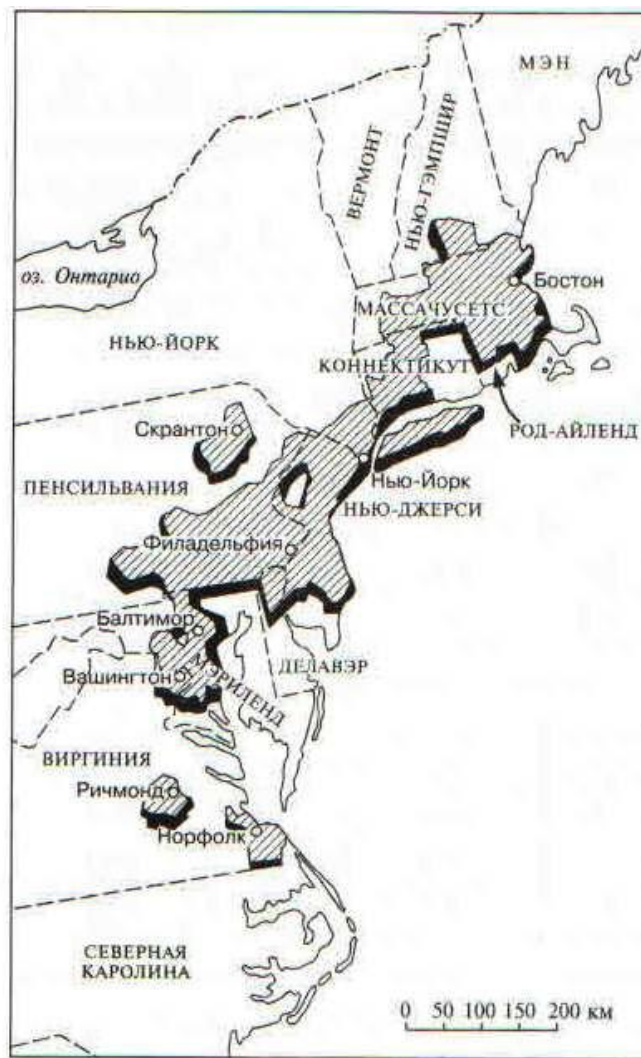 МЭН
НЬЮ-ГЭМПШИР
ВЕРМОНТ
оз. Онтарио
Бостон
МАССАЧУСЕТС
НЬЮ-ЙОРК
КОННЕКТИКУТ
Скрантон
РОД-АЙЛЕНД
Нью-Йорк
ПЕНСИЛЬВАНИЯ
НЬЮ-ДЖЕРСИ
Филадельфия
Балтимор
ДЕЛАВЭР
МЭРИЛЕНД
Вашингтон
ВИРГИНИЯ
Ричмонд
Норфолк
СЕВЕРНАЯ
КАРОЛИНА
0 50 100 150 200 км